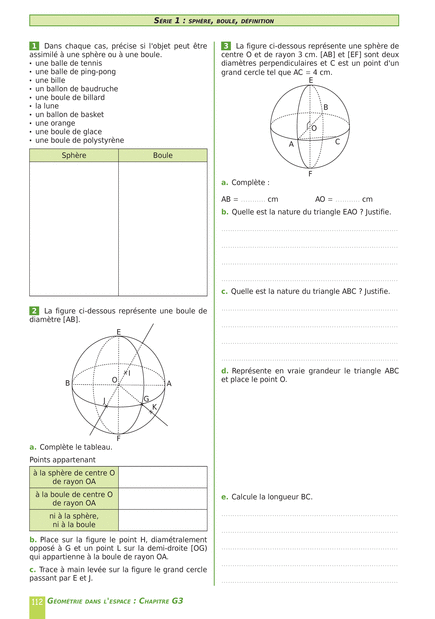 SÉRIE 1 : SPHÈRE, BOULE, DÉFINITION
1 Dans chaque cas, précise si l'objet peut être
assimilé à une sphère ou à une boule.
• une balle de tennis
• une balle de ping-pong
• une bille
• un ballon de baudruche
• une boule de billard
• la lune
• un ballon de basket
• une orange
• une boule de glace
• une boule de polystyrène
Sphère Boule
2 La figure ci-dessous représente une boule de
diamètre [AB].
E
I
B O A
J G
K
F
a. Complète le tableau.
Points appartenant
à la sphère de centre O
de rayon OA
à la boule de centre O
de rayon OA
ni à la sphère,
ni à la boule
b. Place sur la figure le point H, diamétralement
opposé à G et un point L sur la demi-droite [OG)
qui appartienne à la boule de rayon OA.
c. Trace à main levée sur la figure le grand cercle
passant par E et J.
3 La figure ci-dessous représente une sphère de
centre O et de rayon 3 cm. [AB] et [EF] sont deux
diamètres perpendiculaires et C est un point d'un
grand cercle tel que AC = 4 cm.
E
B
O
A C
F
a. Complète :
AB = ........... cm AO = ........... cm
b. Quelle est la nature du triangle EAO ? Justifie.
c. Quelle est la nature du triangle ABC ? Justifie.
d. Représente en vraie grandeur le triangle ABC
et place le point O.
e. Calcule la longueur BC.
112 GÉOMÉTRIE DANS L'ESPACE : CHAPITRE G3